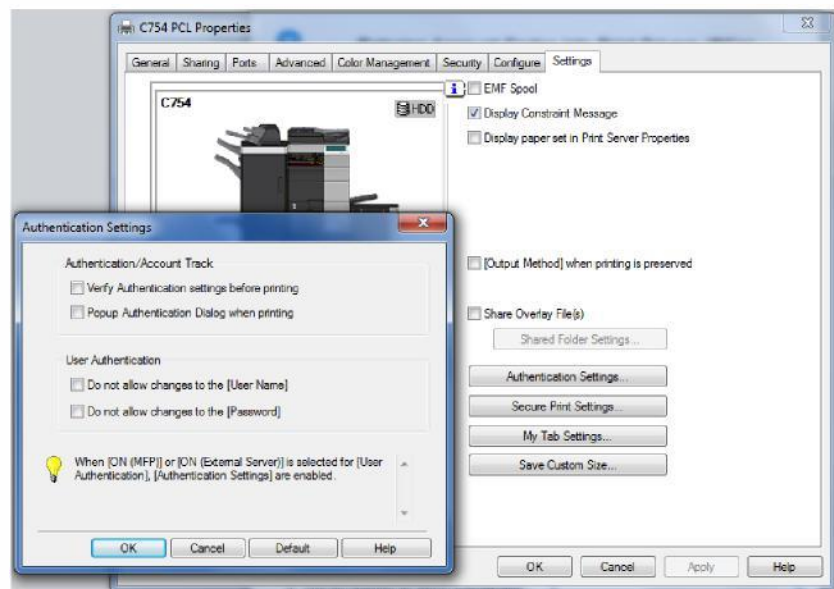 C754 PCL Properties
General Sharing Ports Advanced Color Management Security Configure Settings
C754
HDD
EMF Spool
Display Constraint Message
Display paper set in Print Server Properties
[Output Method] when printing is preserved
Share Overlay File(s)
Shared Folder Settings...
Authentication Settings...
Secure Print Settings...
My Tab Settings...
Save Custom Size...
OK Cancel Apply Help
Authentication Settings
Authentication/Account Track
Verify Authentication settings before printing
Popup Authentication Dialog when printing
User Authentication
Do not allow changes to the [User Name]
Do not allow changes to the [Password]
When [ON (MFP)] or [ON (External Server)] is selected for [User
Authentication], [Authentication Settings] are enabled.
OK Cancel Default Help